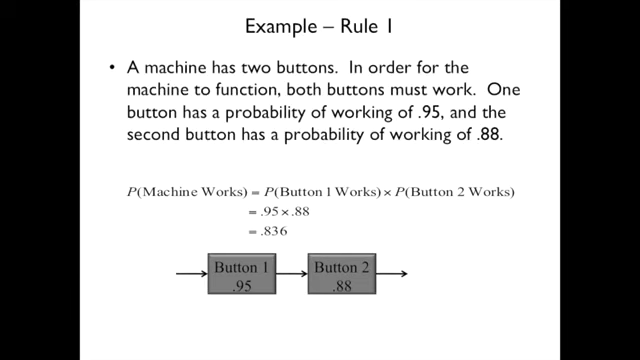 Example – Rule 1
• A machine has two buttons. In order for the
machine to function, both buttons must work. One
button has a probability of working of .95, and the
second button has a probability of working of .88.
P(Machine Works) = P(Button 1 Works) × P(Button 2 Works)
= .95 × .88
= .836
Button 1 Button 2
.95 .88